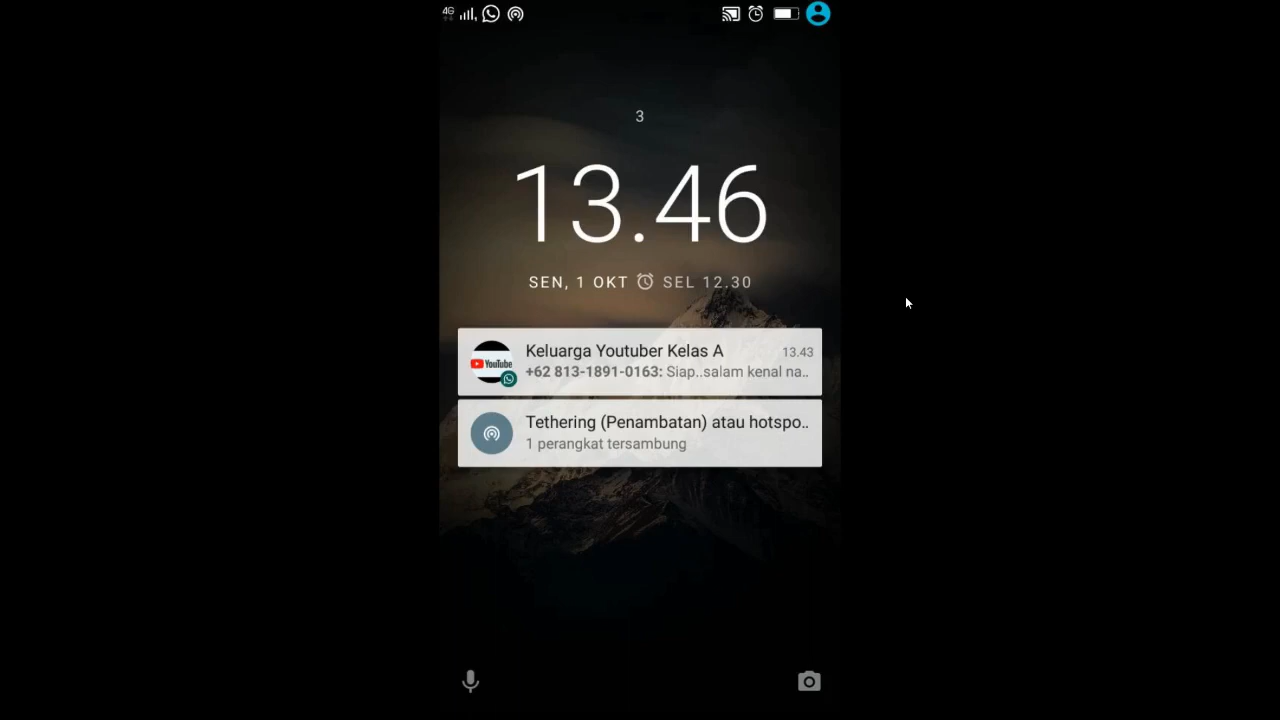 4G
3
13.46
SEN, 1 OKT SEL 12.30
YouTube
Keluarga Youtuber Kelas A 13.43
+62 813-1891-0163: Siap..salam kenal na..
Tethering (Penambatan) atau hotspo..
1 perangkat tersambung